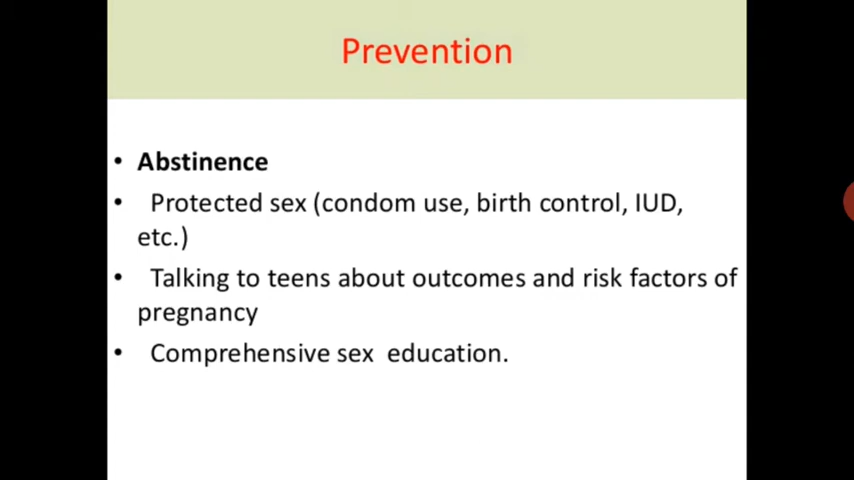 Prevention
• Abstinence
• Protected sex (condom use, birth control, IUD,
etc.)
• Talking to teens about outcomes and risk factors of
pregnancy
• Comprehensive sex education.